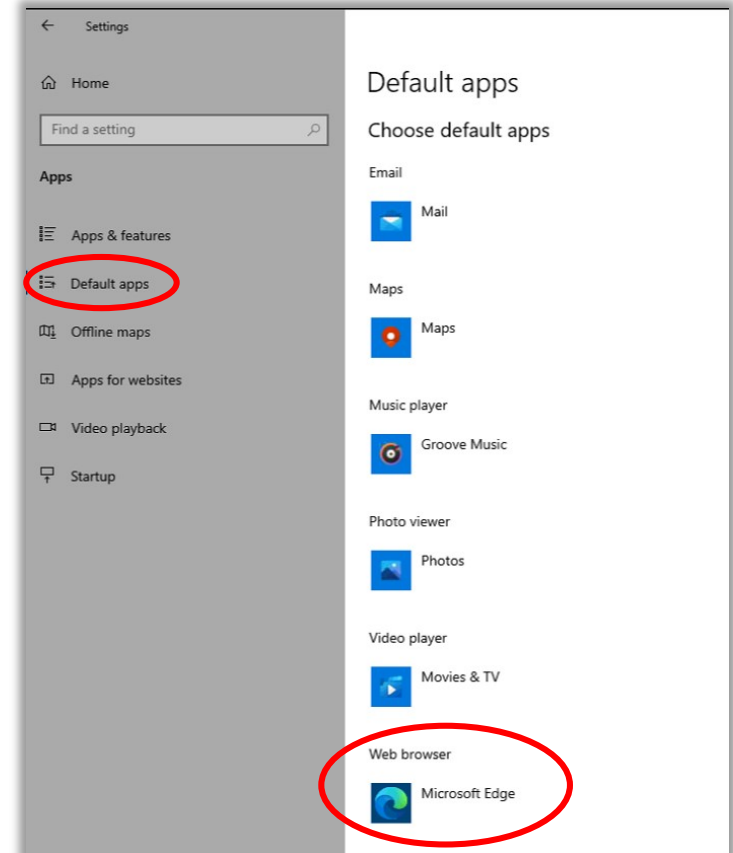 Settings
Home
Find a setting
Apps
Apps & features
Default apps
Offline maps
Apps for websites
Video playback
Startup
Default apps
Choose default apps
Email
Mail
Maps
Maps
Music player
Groove Music
Photo viewer
Photos
Video player
Movies & TV
Web browser
Microsoft Edge